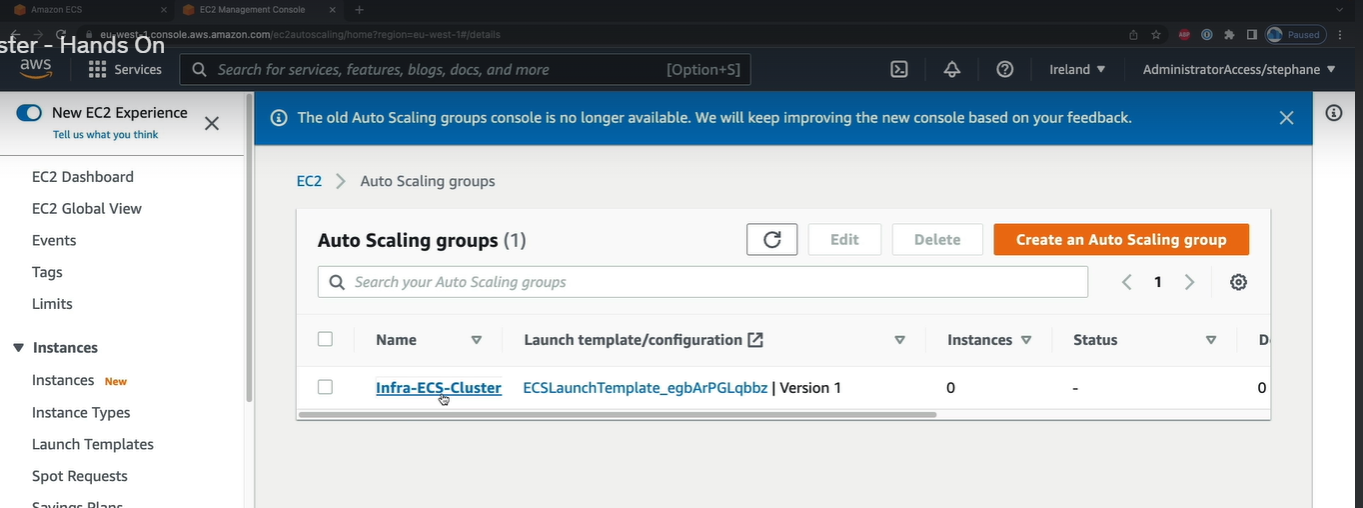 Amazon ECS
EC2 Management Console
eu-west-1.console.aws.amazon.com/ec2autoscaling/home?region=eu-west-1#/details
Paused
ster - Hands On
aws
Services
Search for services, features, blogs, docs, and more
[Option+S]
Ireland
AdministratorAccess/stephane
New EC2 Experience
Tell us what you think
The old Auto Scaling groups console is no longer available. We will keep improving the new console based on your feedback.
EC2 Dashboard
EC2 Global View
Events
Tags
Limits
Instances
Instances New
Instance Types
Launch Templates
Spot Requests
Savings Plans
EC2 > Auto Scaling groups
Auto Scaling groups (1)
Edit
Delete
Create an Auto Scaling group
Search your Auto Scaling groups
1
Name
Launch template/configuration
Instances
Status
D
Infra-ECS-Cluster
ECSLaunchTemplate_egbArPGLqbbz | Version 1
0
-
0